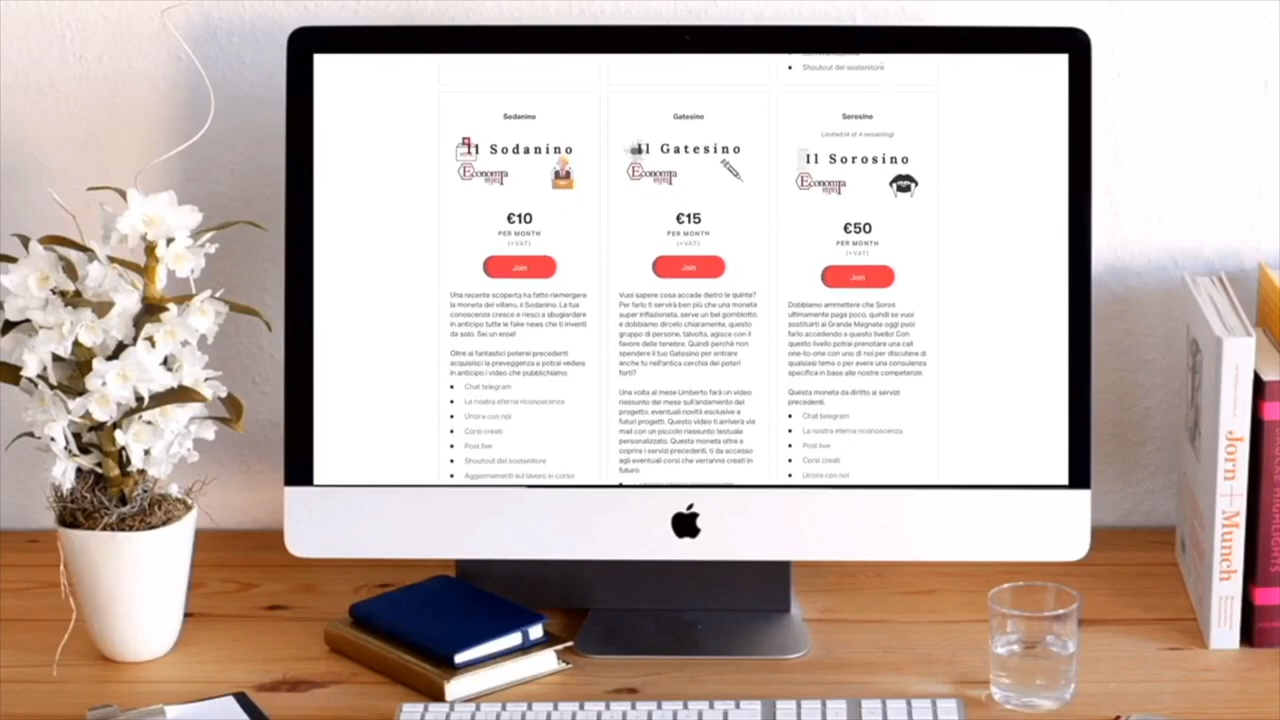 Shoutout del sostenitore
Sodanino
Il Sodanino
Economia
Italia
€10
PER MONTH
(+VAT)
Join
Una recente scoperta ha fatto riemergere
la moneta del villano, il Sodanino. La tua
conoscenza cresce e riesci a sbugiardare
in anticipo tutte le fake news che ti inventi
da solo. Sei un eroe!
Oltre ai fantastici poterei precedenti
acquisisci la preveggenza e potrai vedere
in anticipo i video che pubblichiamo.
Chat telegram
La nostra eterna riconoscenza
Un'ora con noi
Corsi creati
Post live
Shoutout del sostenitore
Aggiornamenti sul lavoro in corso
Gatesino
Il Gatesino
Economia
Italia
€15
PER MONTH
(+VAT)
Join
Vuoi sapere cosa accade dietro le quinte?
Per farlo ti servirà ben più che una moneta
super inflazionata, serve un bel gomblotto,
e dobbiamo dircelo chiaramente, questo
gruppo di persone, talvolta, agisce con il
favore delle tenebre. Quindi perchè non
spendere il tuo Gatesino per entrare
anche tu nell'antica cerchia dei poteri
forti?
Una volta al mese Umberto farà un video
riassunto del mese sull'andamento del
progetto, eventuali novità esclusive e
futuri progetti. Questo video ti arriverà via
mail con un piccolo riassunto testuale
personalizzato. Questa moneta oltre a
coprire i servizi precedenti, ti da accesso
agli eventuali corsi che verranno creati in
futuro
Sorosino
Limited (4 of 4 remaining)
Il Sorosino
Economia
Italia
€50
PER MONTH
(+VAT)
Join
Dobbiamo ammettere che Soros
ultimamente paga poco, quindi se vuoi
sostituirti al Grande Magnate oggi puoi
farlo accedendo a questo livello! Con
questo livello potrai prenotare una call
one-to-one con uno di noi per discutere di
qualsiasi tema o per avere una consulenza
specifica in base alle nostre competenze.
Questa moneta da diritto ai servizi
precedenti.
Chat telegram
La nostra eterna riconoscenza
Post live
Corsi creati
Un'ora con noi
Jorn + Munch
HIGHLIGHTS